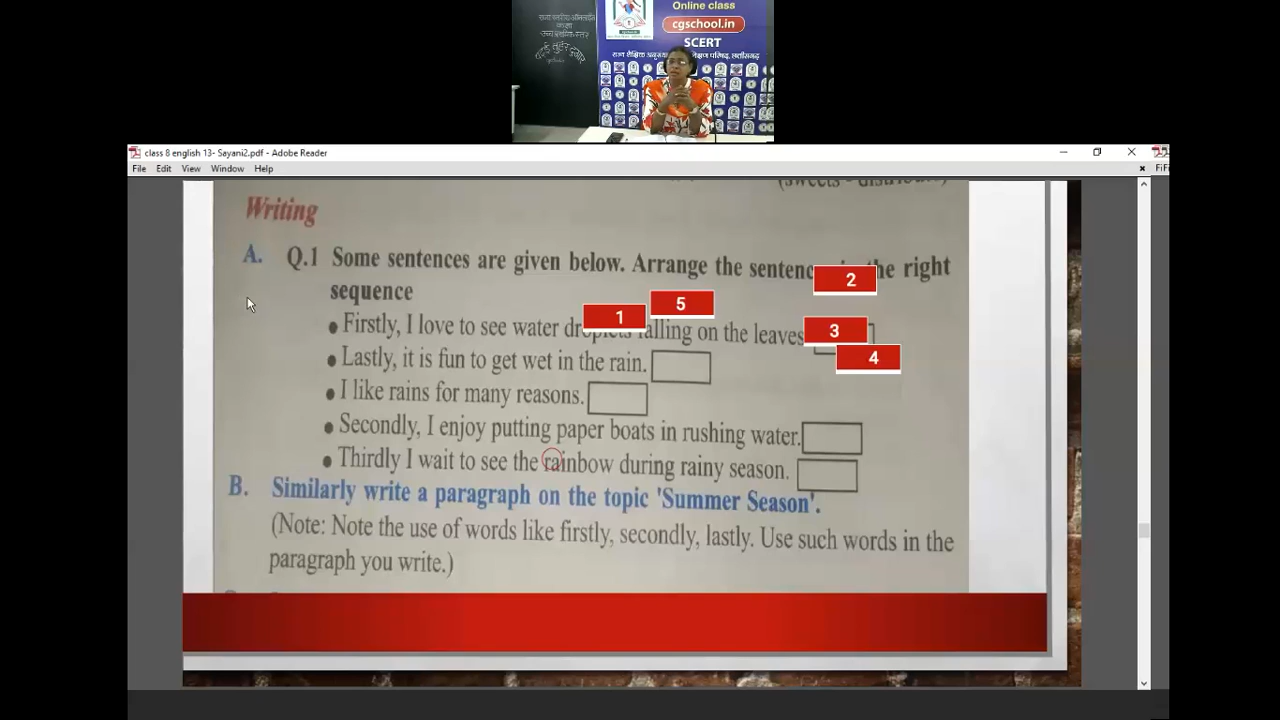 Online class
cgschool.in
SCERT
class 8 english 13- Sayani2.pdf - Adobe Reader
File Edit View Window Help
Writing
A. Q.1 Some sentences are given below. Arrange the the right
sequence
2
1
5
Firstly, I love to see water falling on the leaves
3
4
Lastly, it is fun to get wet in the rain.
I like rains for many reasons.
Secondly, I enjoy putting paper boats in rushing water.
Thirdly I wait to see the rainbow during rainy season.
B. Similarly write a paragraph on the topic 'Summer Season'.
(Note: Note the use of words like firstly, secondly, lastly. Use such words in the
paragraph you write.)